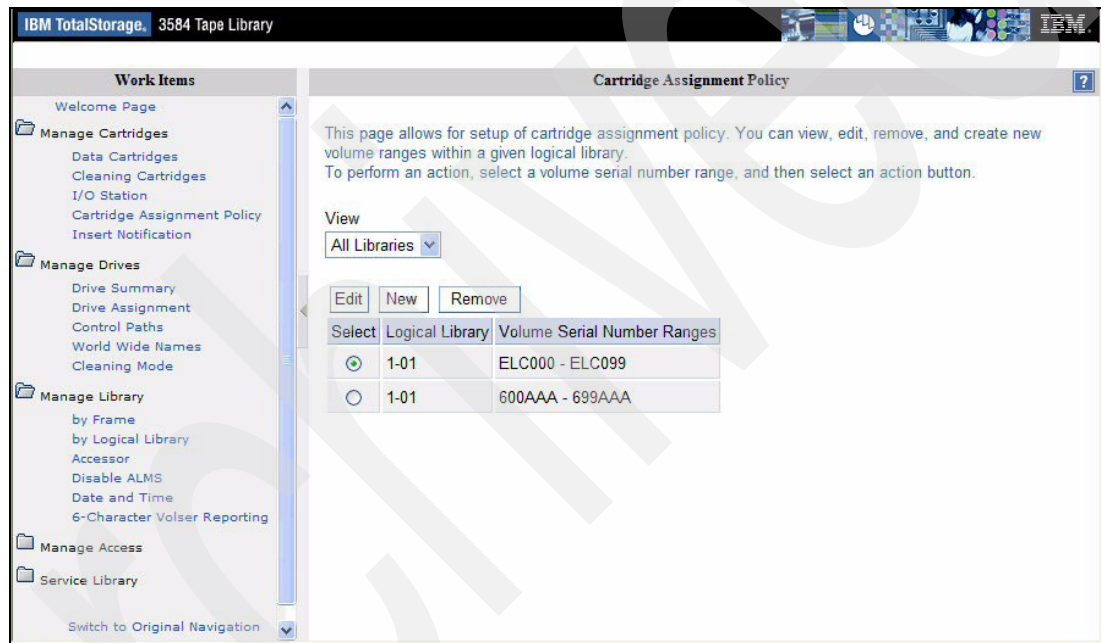 IBM TotalStorage. 3584 Tape Library
IBM.
Work Items
Welcome Page
Manage Cartridges
Data Cartridges
Cleaning Cartridges
I/O Station
Cartridge Assignment Policy
Insert Notification
Manage Drives
Drive Summary
Drive Assignment
Control Paths
World Wide Names
Cleaning Mode
Manage Library
by Frame
by Logical Library
Accessor
Disable ALMS
Date and Time
6-Character Volser Reporting
Manage Access
Service Library
Switch to Original Navigation
Cartridge Assignment Policy
?
This page allows for setup of cartridge assignment policy. You can view, edit, remove, and create new
volume ranges within a given logical library.
To perform an action, select a volume serial number range, and then select an action button.
View
All Libraries
Edit New Remove
Select Logical Library Volume Serial Number Ranges
1-01 ELC000 - ELC099
1-01 600AAA - 699AAA